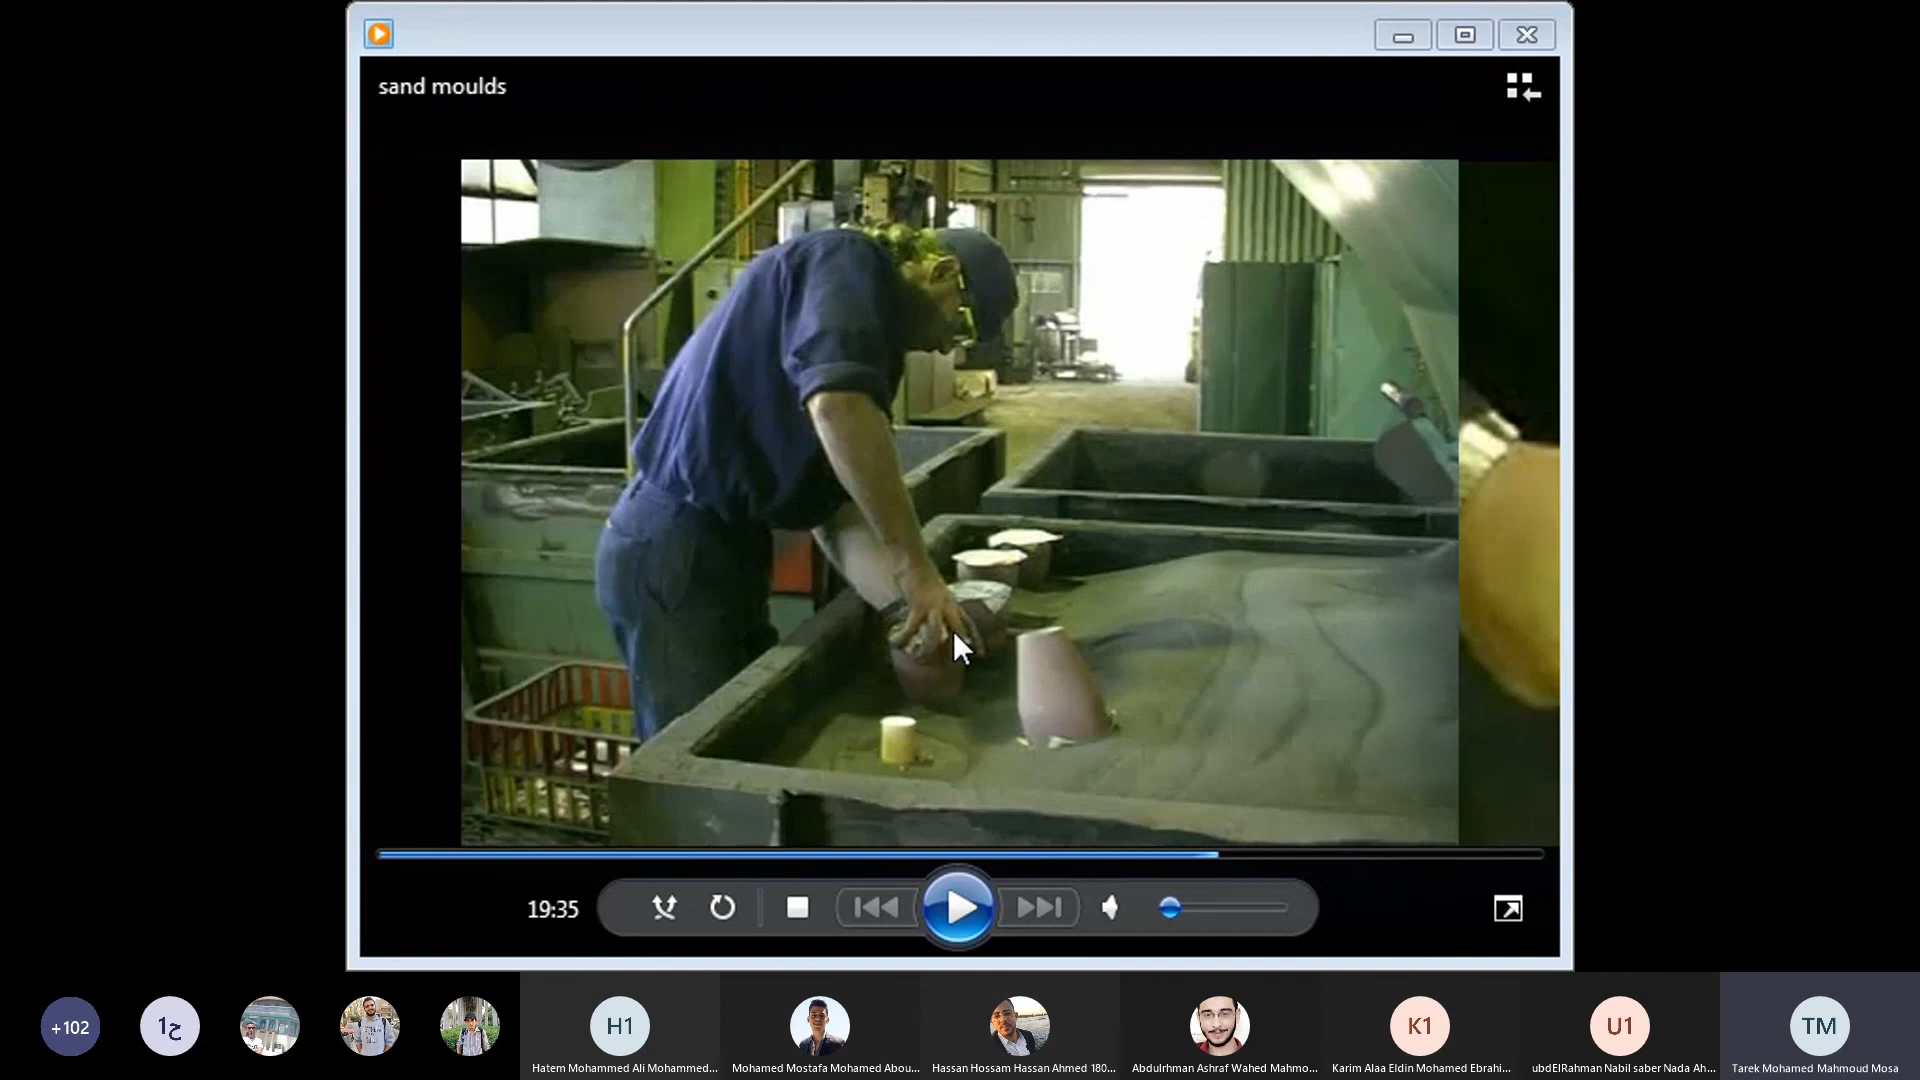 sand moulds
19:35
+102
ج1
H1
K1
U1
TM
Hatem Mohammed Ali Mohammed...
Mohamed Mostafa Mohamed Abou...
Hassan Hossam Hassan Ahmed 180...
Abdulrhman Ashraf Wahed Mahmo...
Karim Alaa Eldin Mohamed Ebrahi...
ubdElRahman Nabil saber Nada Ah...
Tarek Mohamed Mahmoud Mosa